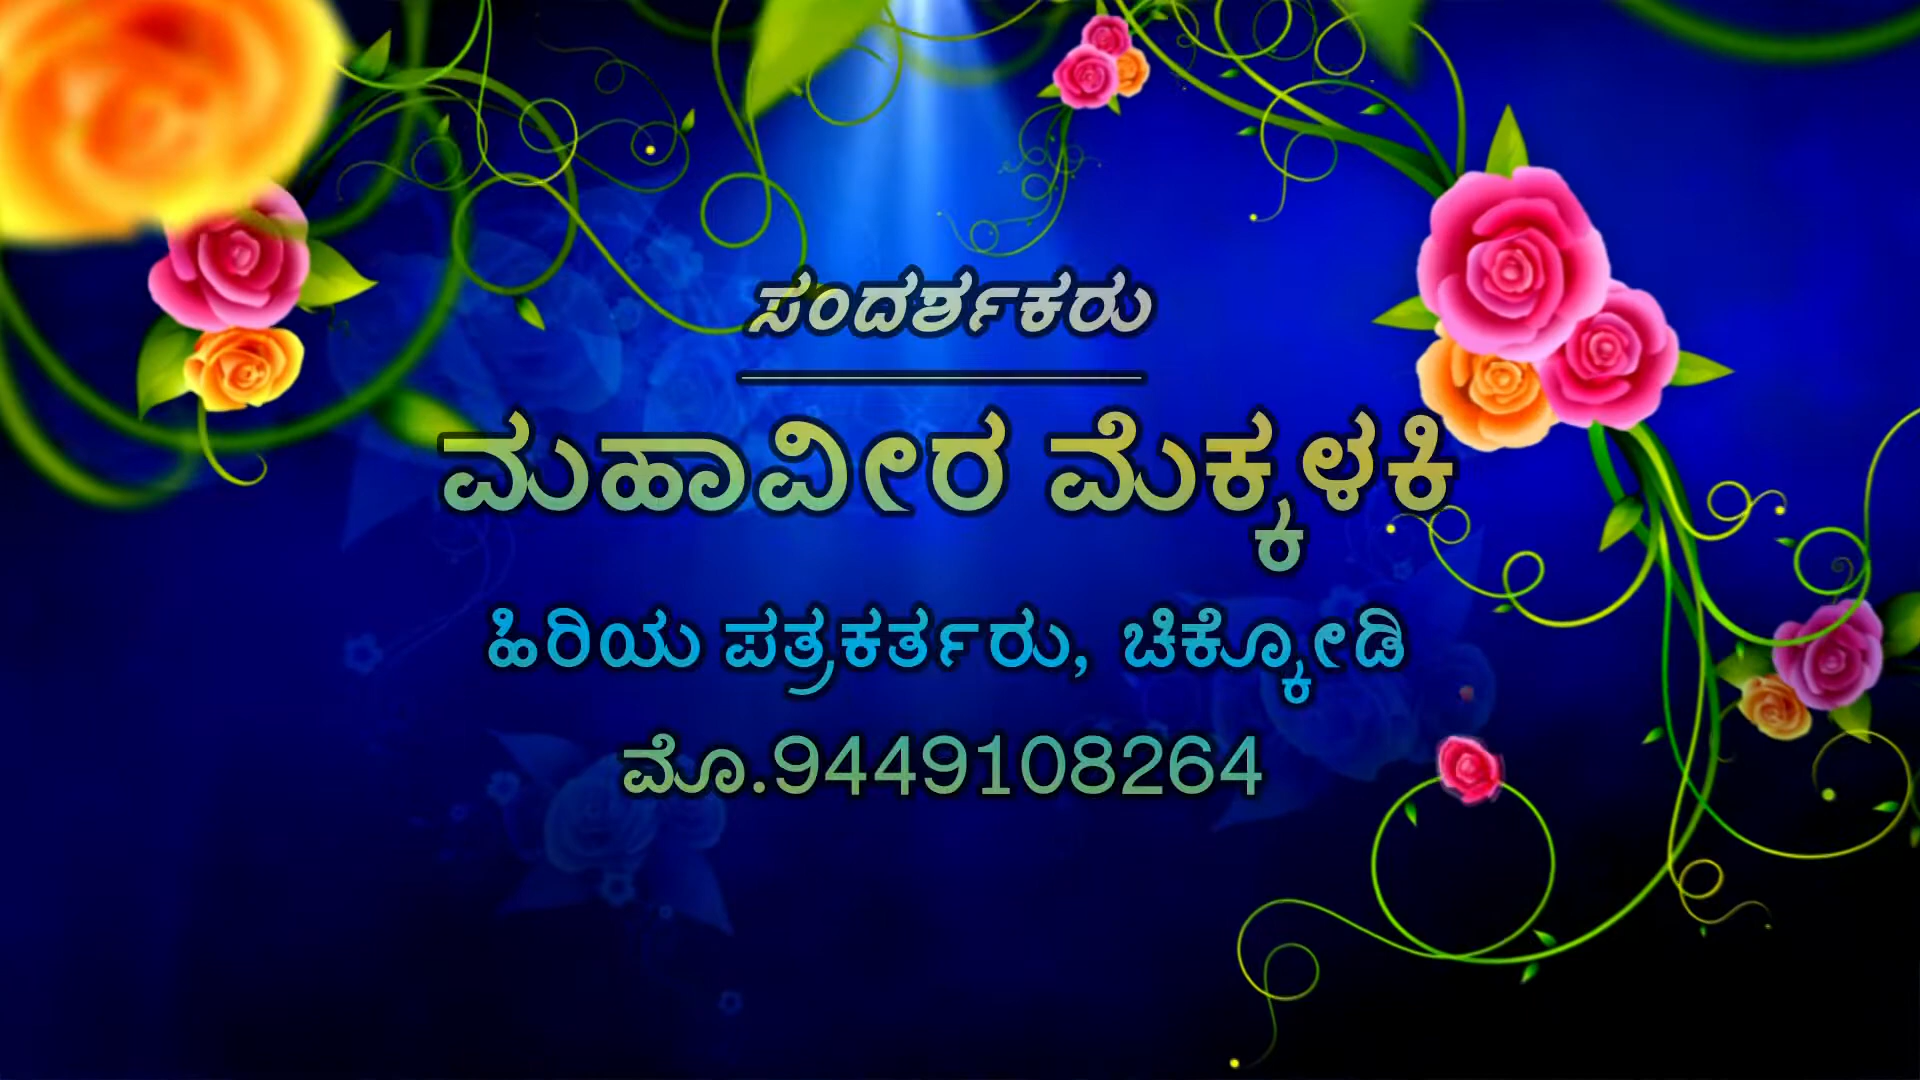 ಸಂದರ್ಶಕರು
ಮಹಾವೀರ ಮೆಕ್ಕಳಕಿ
ಹಿರಿಯ ಪತ್ರಕರ್ತರು, ಚಿಕ್ಕೋಡಿ
ಮೊ.9449108264